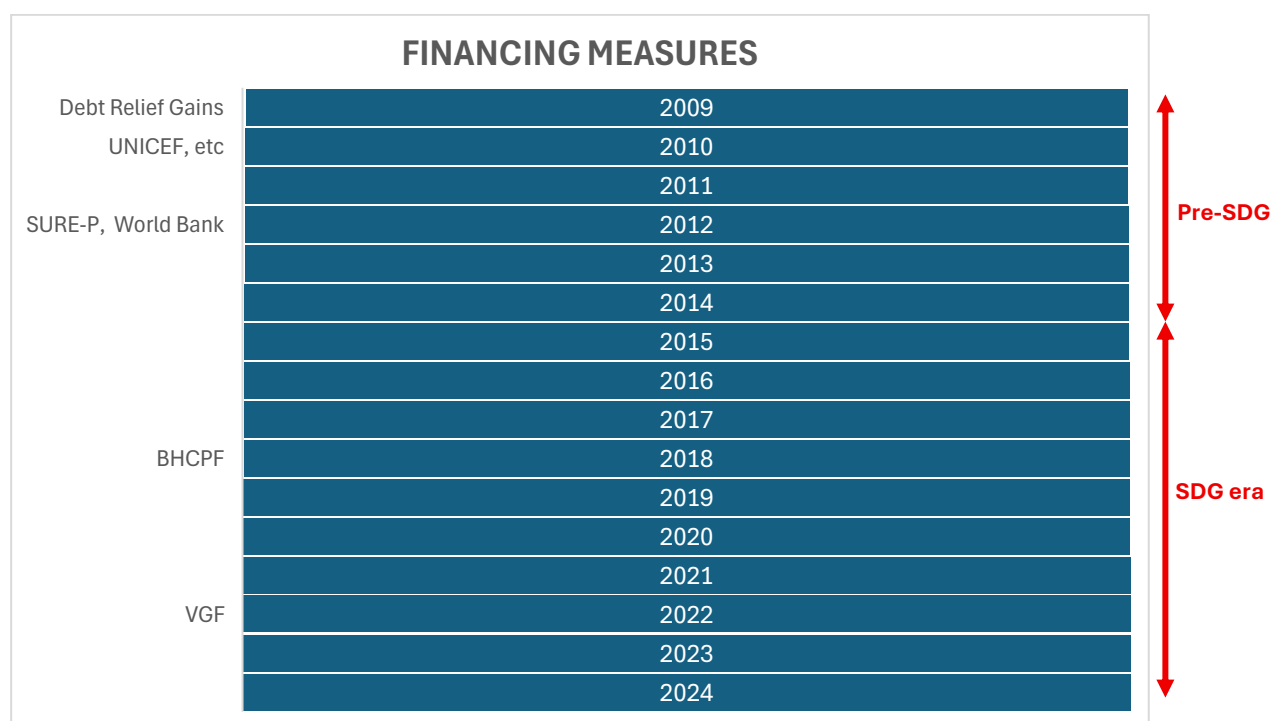 FINANCING MEASURES
Debt Relief Gains 2009
UNICEF, etc 2010
2011
SURE-P, World Bank 2012
Pre-SDG
2013
2014
2015
2016
2017
BHCPF 2018
2019
SDG era
2020
2021
VGF 2022
2023
2024